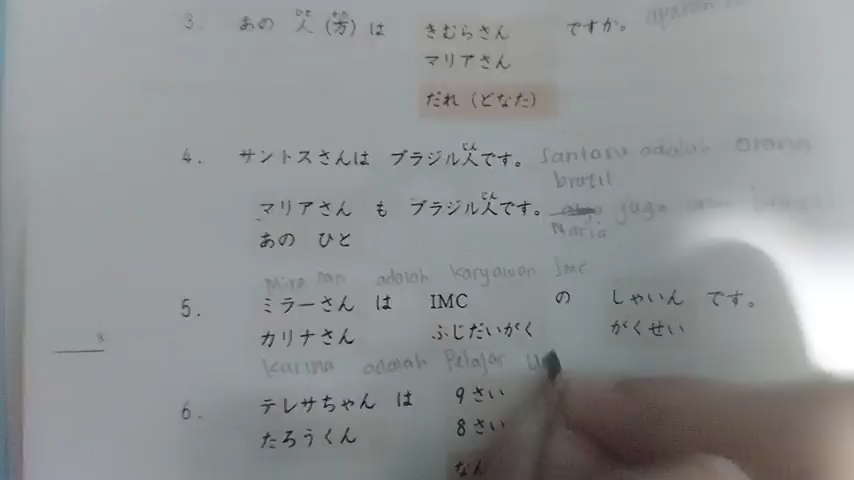 3. あの 人(方)は きむらさん ですか。
マリアさん
だれ(どなた)
4. サントスさんは ブラジル人です。 Santosu adalah orang
brazil
マリアさん も ブラジル人です。 juga
Maria
あの ひと
adalah karyawan Imc
5. ミラーさん は IMC の しゃいん です。
カリナさん ふじだいがく がくせい
Karina adalah Pelajar
6. テレサちゃん は 9さい
たろうくん 8さい
なん